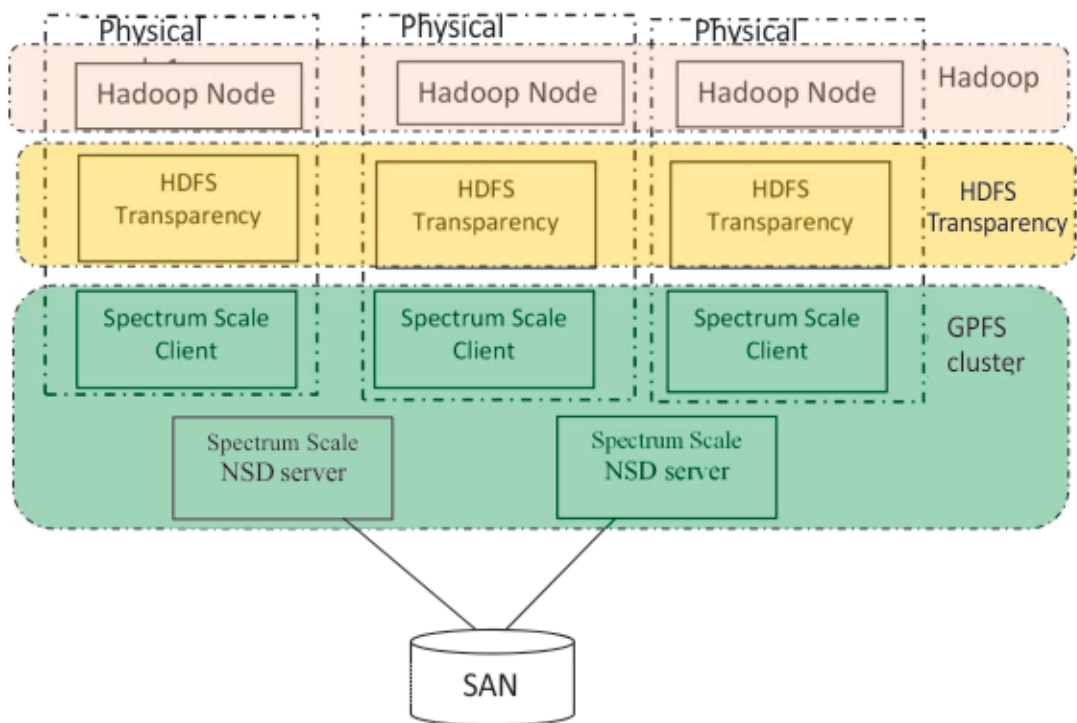 Physical
Physical
Physical
Hadoop Node
Hadoop Node
Hadoop Node
Hadoop
HDFS
Transparency
HDFS
Transparency
HDFS
Transparency
HDFS
Transparency
Spectrum Scale
Client
Spectrum Scale
Client
Spectrum Scale
Client
GPFS
cluster
Spectrum Scale
NSD server
Spectrum Scale
NSD server
SAN